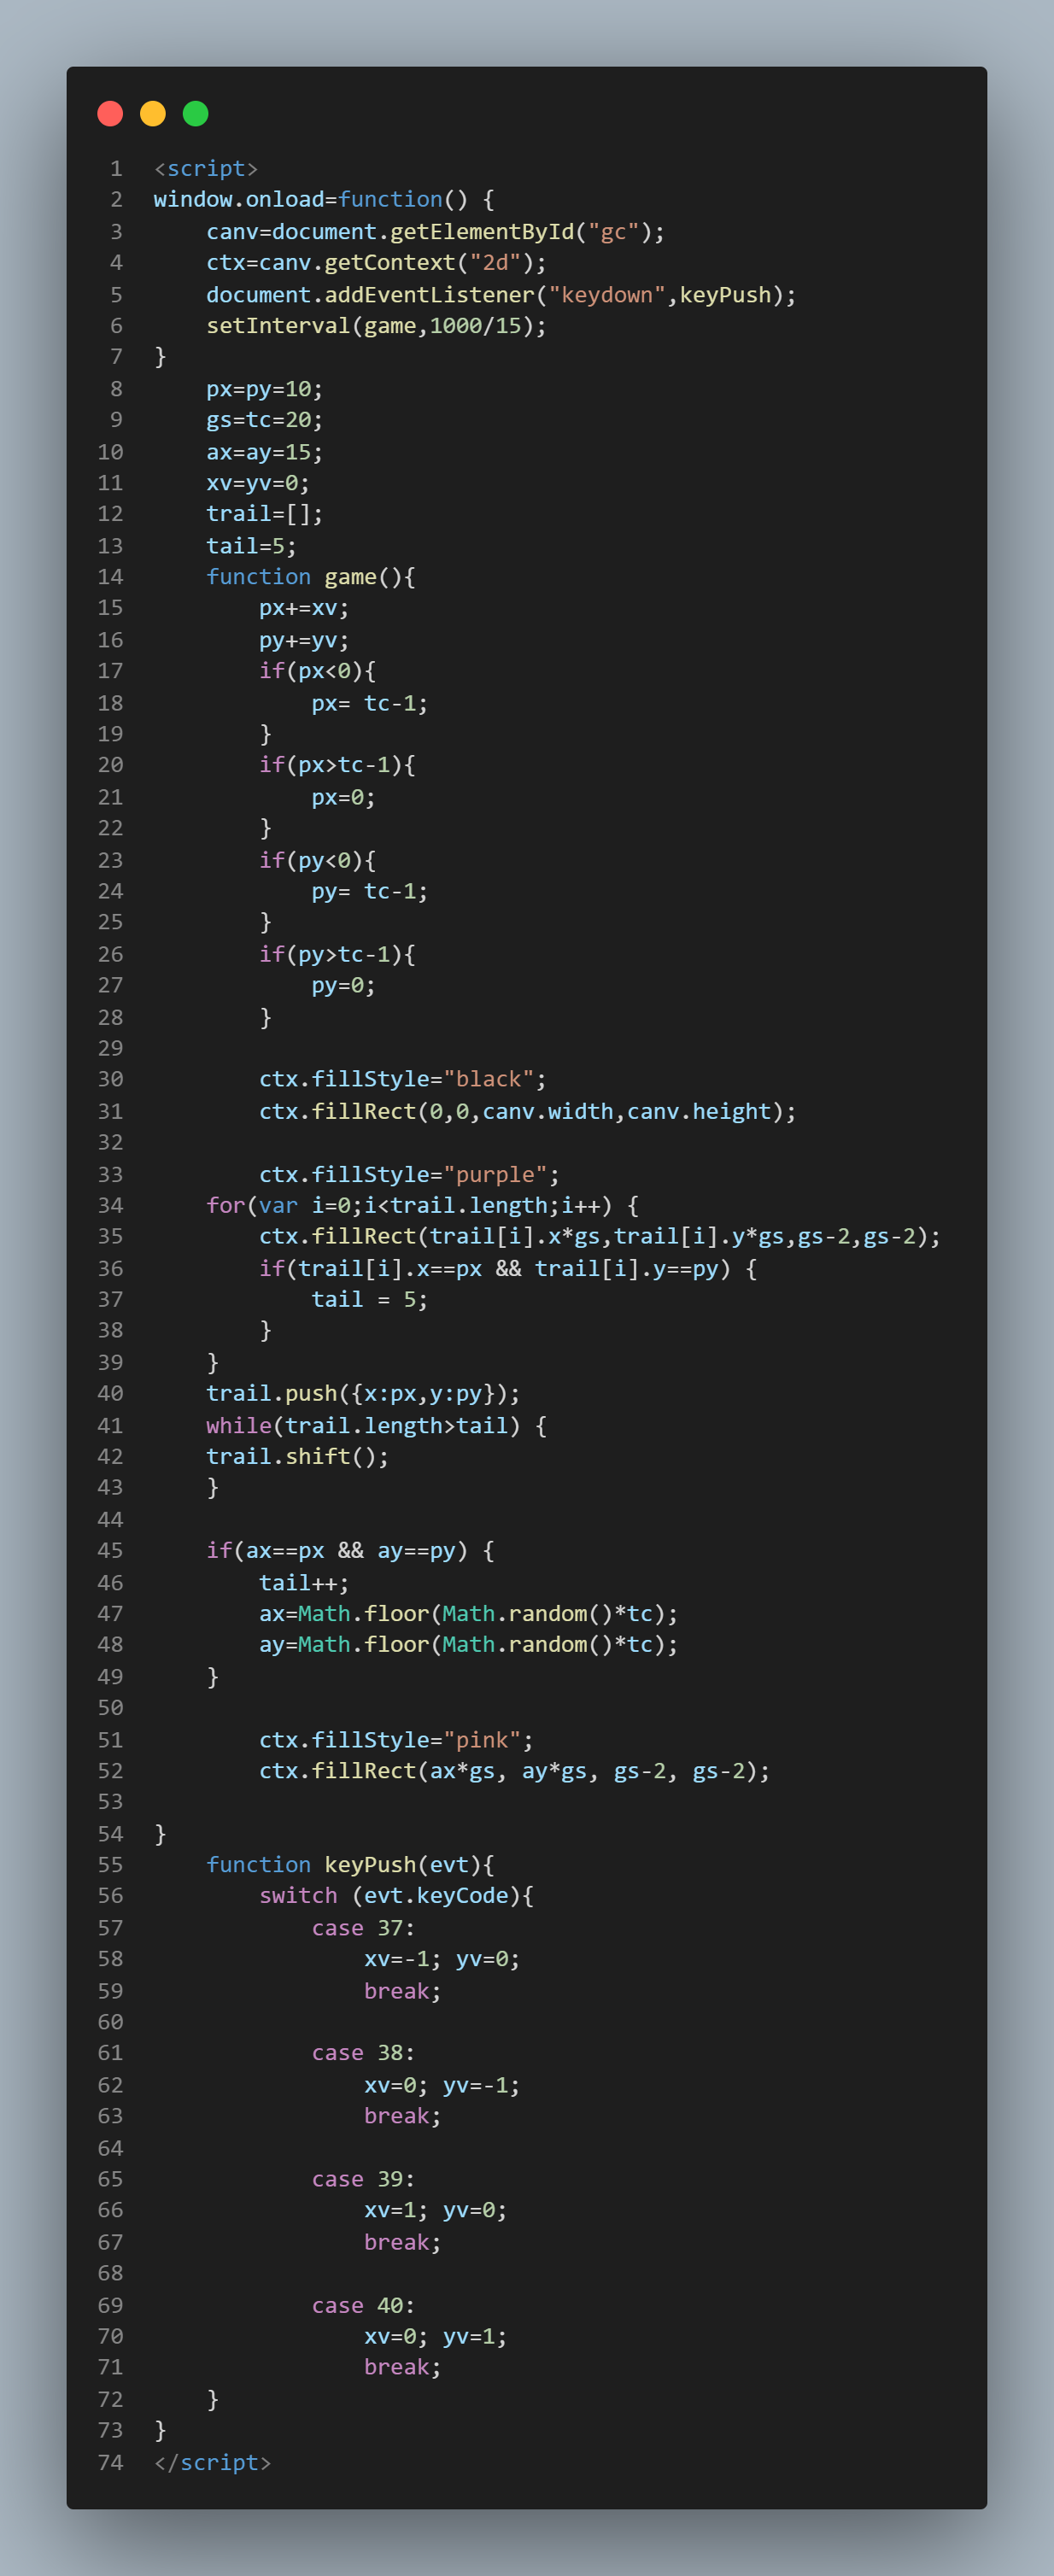 1 <script>
2 window.onload=function() {
3     canv=document.getElementById("gc");
4     ctx=canv.getContext("2d");
5     document.addEventListener("keydown",keyPush);
6     setInterval(game,1000/15);
7 }
8     px=py=10;
9     gs=tc=20;
10     ax=ay=15;
11     xv=yv=0;
12     trail=[];
13     tail=5;
14     function game(){
15         px+=xv;
16         py+=yv;
17         if(px<0){
18             px= tc-1;
19         }
20         if(px>tc-1){
21             px=0;
22         }
23         if(py<0){
24             py= tc-1;
25         }
26         if(py>tc-1){
27             py=0;
28         }
29
30         ctx.fillStyle="black";
31         ctx.fillRect(0,0,canv.width,canv.height);
32
33         ctx.fillStyle="purple";
34     for(var i=0;i<trail.length;i++) {
35         ctx.fillRect(trail[i].x*gs,trail[i].y*gs,gs-2,gs-2);
36         if(trail[i].x==px && trail[i].y==py) {
37             tail = 5;
38         }
39     }
40     trail.push({x:px,y:py});
41     while(trail.length>tail) {
42     trail.shift();
43     }
44
45     if(ax==px && ay==py) {
46         tail++;
47         ax=Math.floor(Math.random()*tc);
48         ay=Math.floor(Math.random()*tc);
49     }
50
51         ctx.fillStyle="pink";
52         ctx.fillRect(ax*gs, ay*gs, gs-2, gs-2);
53
54 }
55     function keyPush(evt){
56         switch (evt.keyCode){
57             case 37:
58                 xv=-1; yv=0;
59                 break;
60
61             case 38:
62                 xv=0; yv=-1;
63                 break;
64
65             case 39:
66                 xv=1; yv=0;
67                 break;
68
69             case 40:
70                 xv=0; yv=1;
71                 break;
72     }
73 }
74 </script>